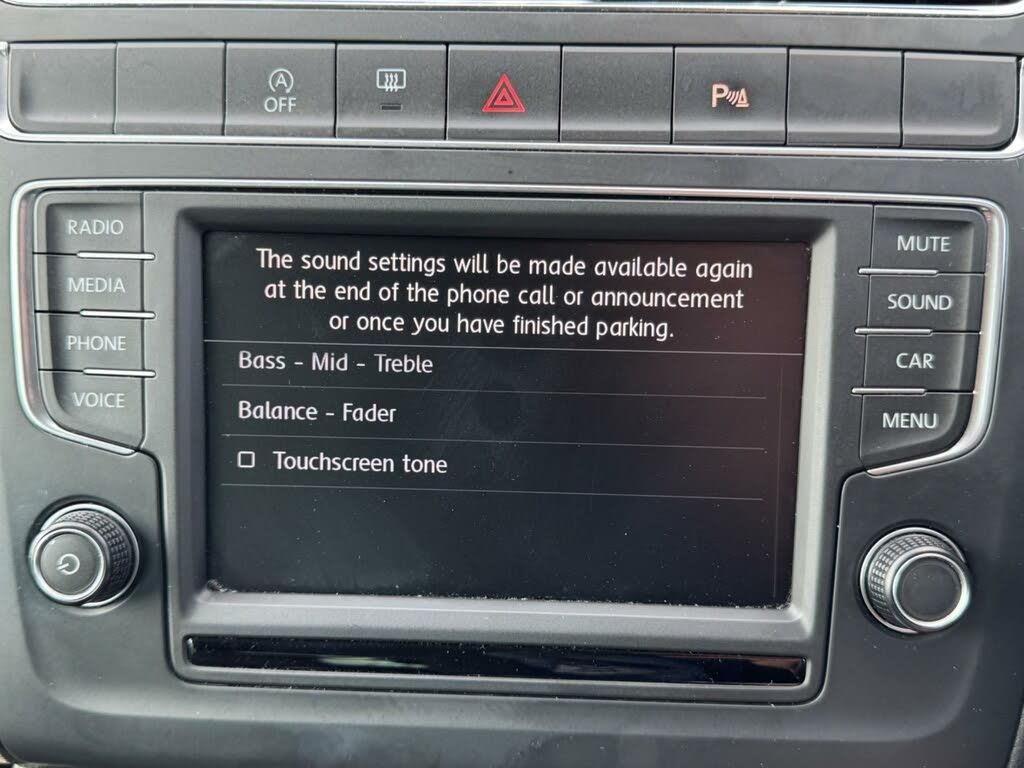 A
OFF
P
RADIO
MEDIA
PHONE
VOICE
The sound settings will be made available again
at the end of the phone call or announcement
or once you have finished parking.
Bass - Mid - Treble
Balance - Fader
Touchscreen tone
MUTE
SOUND
CAR
MENU